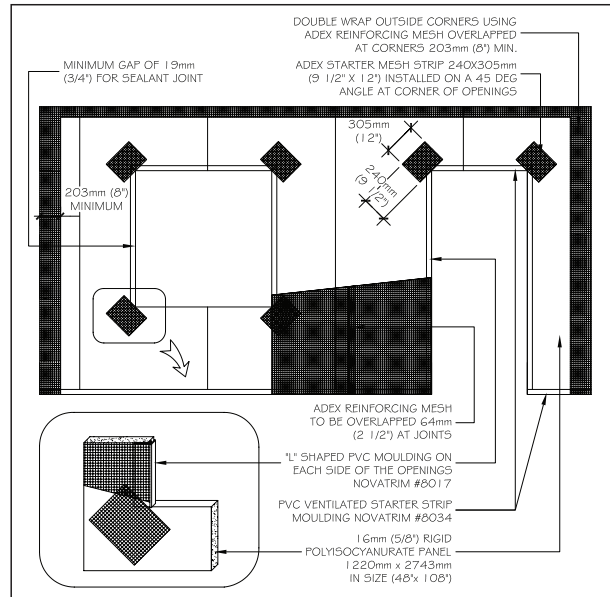 DOUBLE WRAP OUTSIDE CORNERS USING
ADEX REINFORCING MESH OVERLAPPED
AT CORNERS 203mm (8") MIN.
MINIMUM GAP OF 19mm
(3/4") FOR SEALANT JOINT
ADEX STARTER MESH STRIP 240X305mm
(9 1/2" X 12") INSTALLED ON A 45 DEG
ANGLE AT CORNER OF OPENINGS
305mm
(12")
240mm
(9 1/2")
203mm (8")
MINIMUM
ADEX REINFORCING MESH
TO BE OVERLAPPED 64mm
(2 1/2") AT JOINTS
"L" SHAPED PVC MOULDING ON
EACH SIDE OF THE OPENINGS
NOVATRIM #8017
PVC VENTILATED STARTER STRIP
MOULDING NOVATRIM #8034
16mm (5/8") RIGID
POLYISOCYANURATE PANEL
1220mm x 2743mm
IN SIZE (48"x 108")